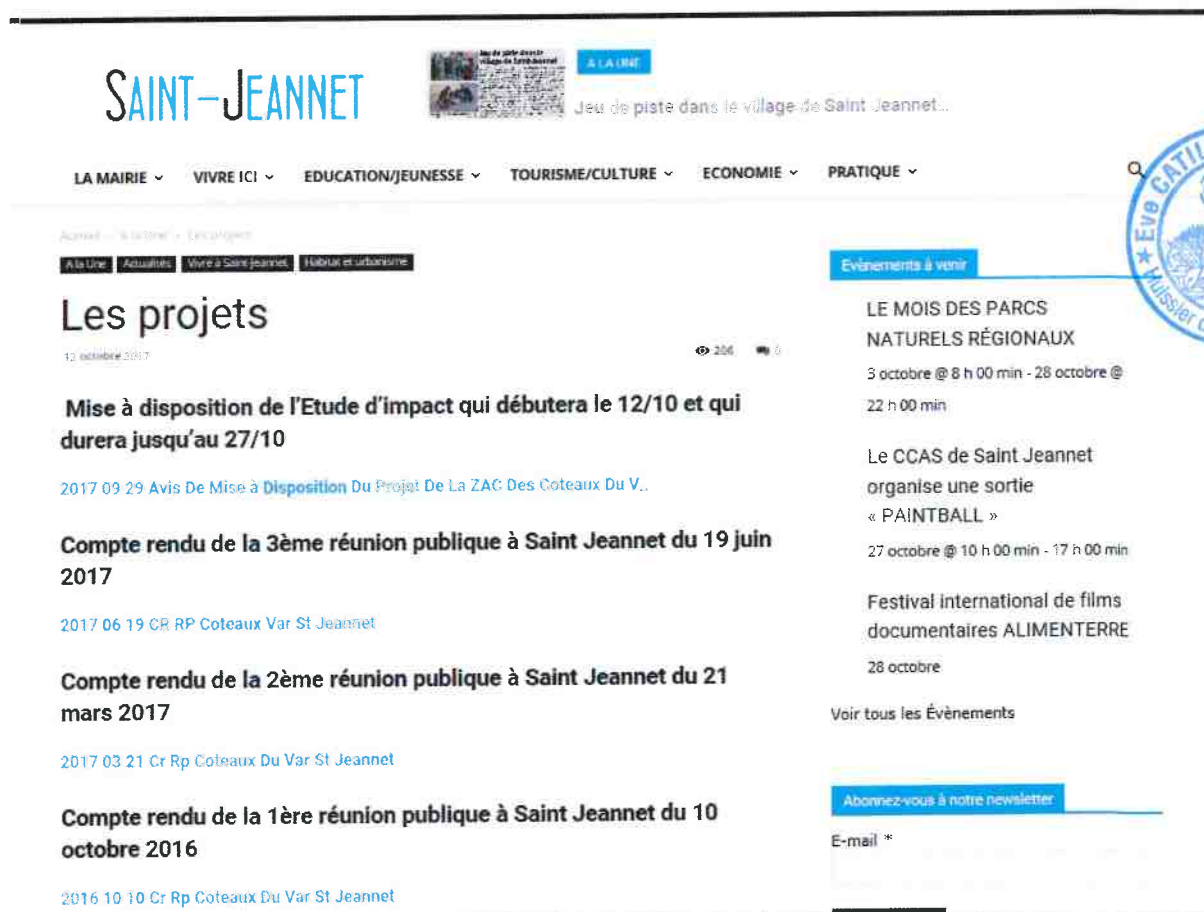 SAINT-JEANNET
A LA UNE
Jeu de piste dans le village de Saint Jeannet...
LA MAIRIE
VIVRE ICI
EDUCATION/JEUNESSE
TOURISME/CULTURE
ECONOMIE
PRATIQUE
Accueil A la Une Les projets
A la Une Actualités Vivre à Saint-Jeannet Habitat et urbanisme
Les projets
12 octobre 2017
206 0
Mise à disposition de l'Etude d'impact qui débutera le 12/10 et qui
durera jusqu'au 27/10
2017 09 29 Avis De Mise à Disposition Du Projet De La ZAC Des Coteaux Du V...
Compte rendu de la 3ème réunion publique à Saint Jeannet du 19 juin
2017
2017 06 19 CR RP Coteaux Var St Jeannet
Compte rendu de la 2ème réunion publique à Saint Jeannet du 21
mars 2017
2017 03 21 Cr Rp Coteaux Du Var St Jeannet
Compte rendu de la 1ère réunion publique à Saint Jeannet du 10
octobre 2016
2016 10 10 Cr Rp Coteaux Du Var St Jeannet
Evènements à venir
LE MOIS DES PARCS
NATURELS RÉGIONAUX
3 octobre @ 8 h 00 min - 28 octobre @
22 h 00 min
Le CCAS de Saint Jeannet
organise une sortie
« PAINTBALL »
27 octobre @ 10 h 00 min - 17 h 00 min
Festival international de films
documentaires ALIMENTERRE
28 octobre
Voir tous les Évènements
Abonnez-vous à notre newsletter
E-mail *
Eve
Huissier